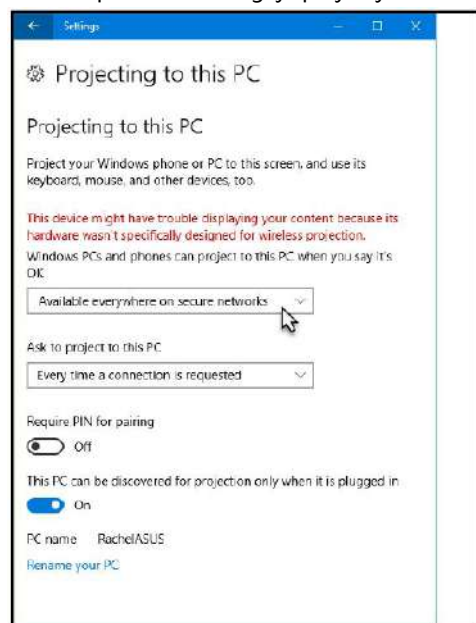 Settings
Projecting to this PC
Projecting to this PC
Project your Windows phone or PC to this screen, and use its
keyboard, mouse, and other devices, too.
This device might have trouble displaying your content because its
hardware wasn't specifically designed for wireless projection.
Windows PCs and phones can project to this PC when you say it's
OK
Available everywhere on secure networks
Ask to project to this PC
Every time a connection is requested
Require PIN for pairing
Off
This PC can be discovered for projection only when it is plugged in
On
PC name RachelASUS
Rename your PC